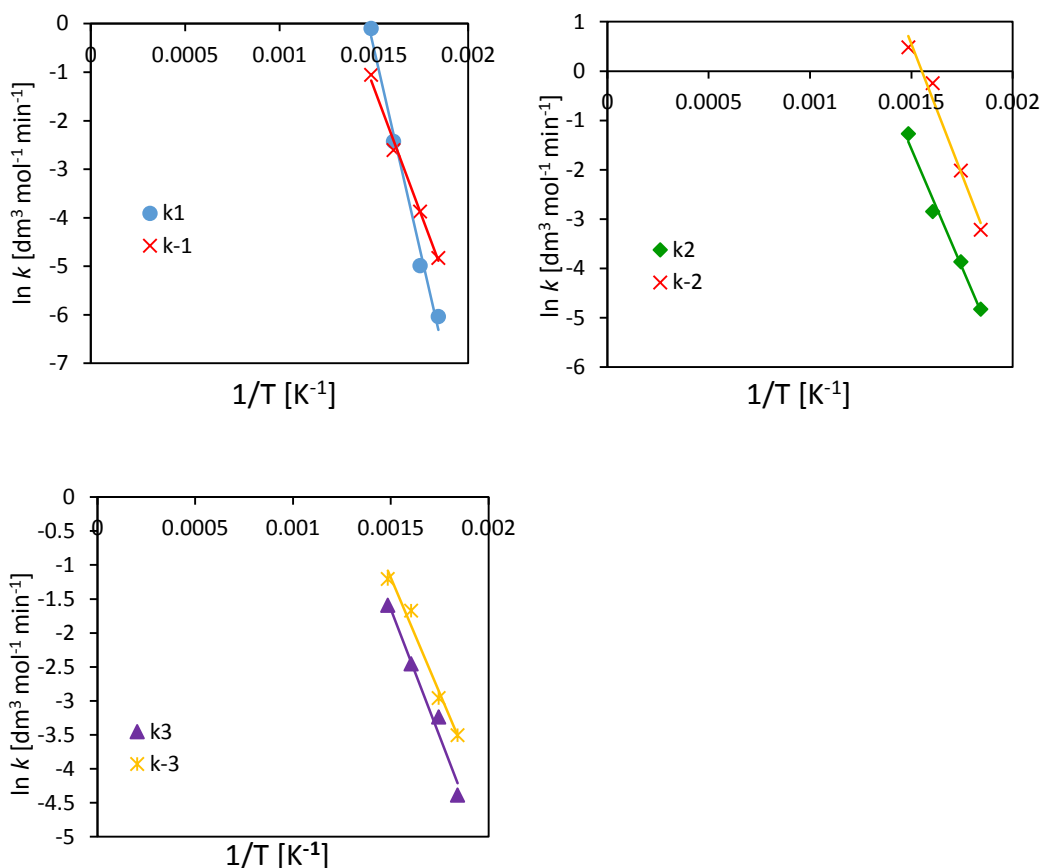 0
0 0.0005 0.001 0.0015 0.002
-1
-2
-3
-4
-5
-6
-7
k1
k-1
ln k [dm³ mol⁻¹ min⁻¹]
1/T [K⁻¹]
1
0
0 0.0005 0.001 0.0015 0.002
-1
-2
-3
-4
-5
-6
k2
k-2
ln k [dm³ mol⁻¹ min⁻¹]
1/T [K⁻¹]
0
0 0.0005 0.001 0.0015 0.002
-0.5
-1
-1.5
-2
-2.5
-3
-3.5
-4
-4.5
-5
k3
k-3
ln k [dm³ mol⁻¹ min⁻¹]
1/T [K⁻¹]